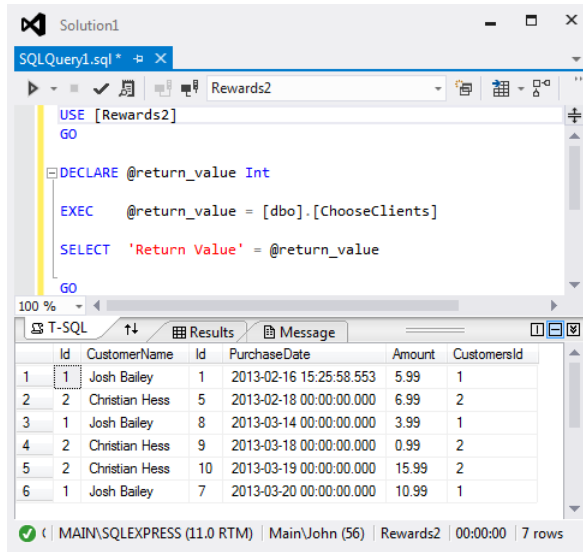 Solution1
SQLQuery1.sql*
Rewards2
USE [Rewards2]
GO
DECLARE @return_value Int
EXEC @return_value = [dbo].[ChooseClients]
SELECT 'Return Value' = @return_value
GO
100 %
T-SQL Results Message
Id CustomerName Id PurchaseDate Amount CustomersId
1 1 Josh Bailey 1 2013-02-16 15:25:58.553 5.99 1
2 2 Christian Hess 5 2013-02-18 00:00:00.000 6.99 2
3 1 Josh Bailey 8 2013-03-14 00:00:00.000 3.99 1
4 2 Christian Hess 9 2013-03-18 00:00:00.000 0.99 2
5 2 Christian Hess 10 2013-03-19 00:00:00.000 15.99 2
6 1 Josh Bailey 7 2013-03-20 00:00:00.000 10.99 1
( MAIN\SQLEXPRESS (11.0 RTM) Main\John (56) Rewards2 00:00:00 7 rows